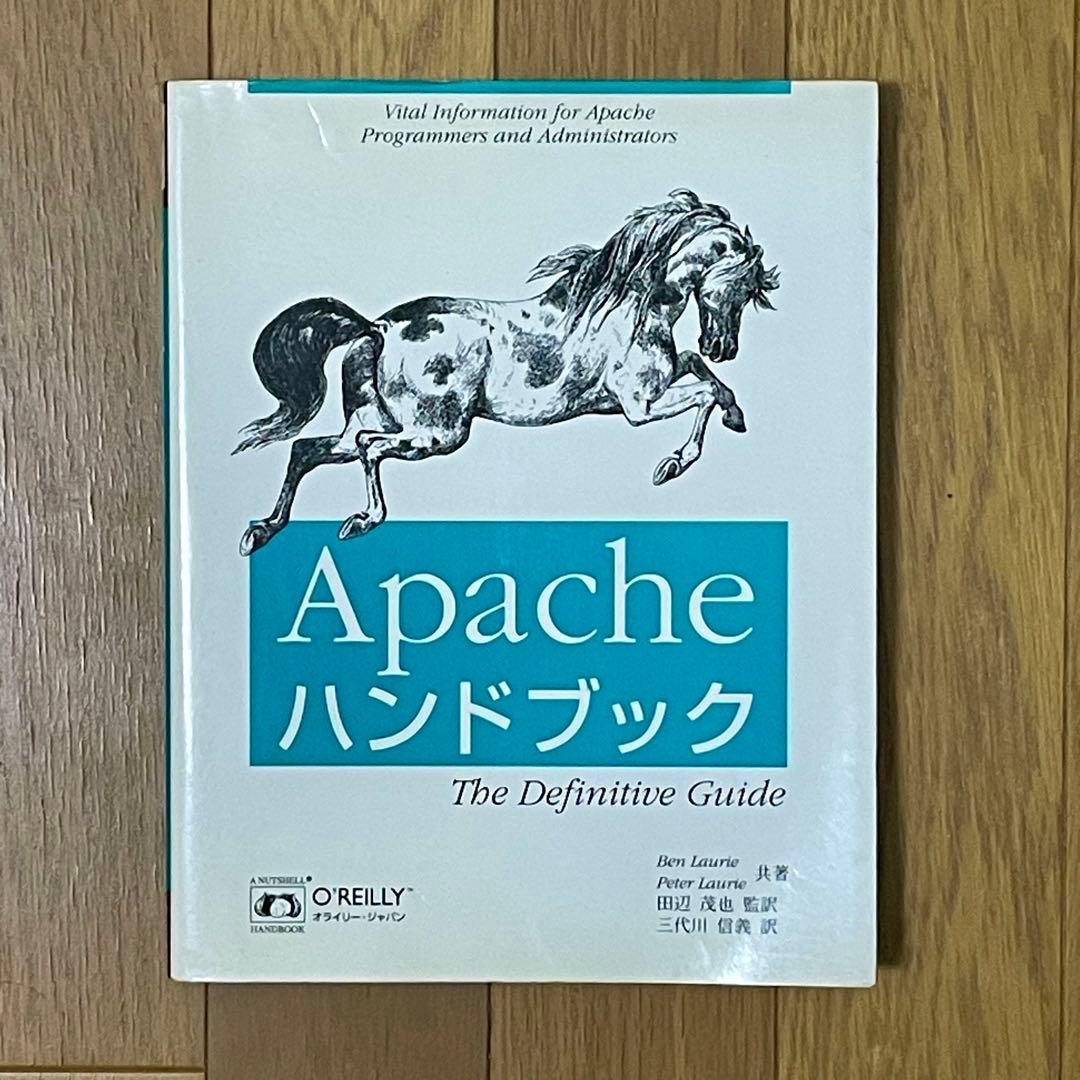 Vital Information for Apache
Programmers and Administrators
Apache
ハンドブック
The Definitive Guide
Ben Laurie
Peter Laurie 共著
田辺 茂也 監訳
三代川 信義 訳
A NUTSHELL®
HANDBOOK
O'REILLY™
オライリー・ジャパン